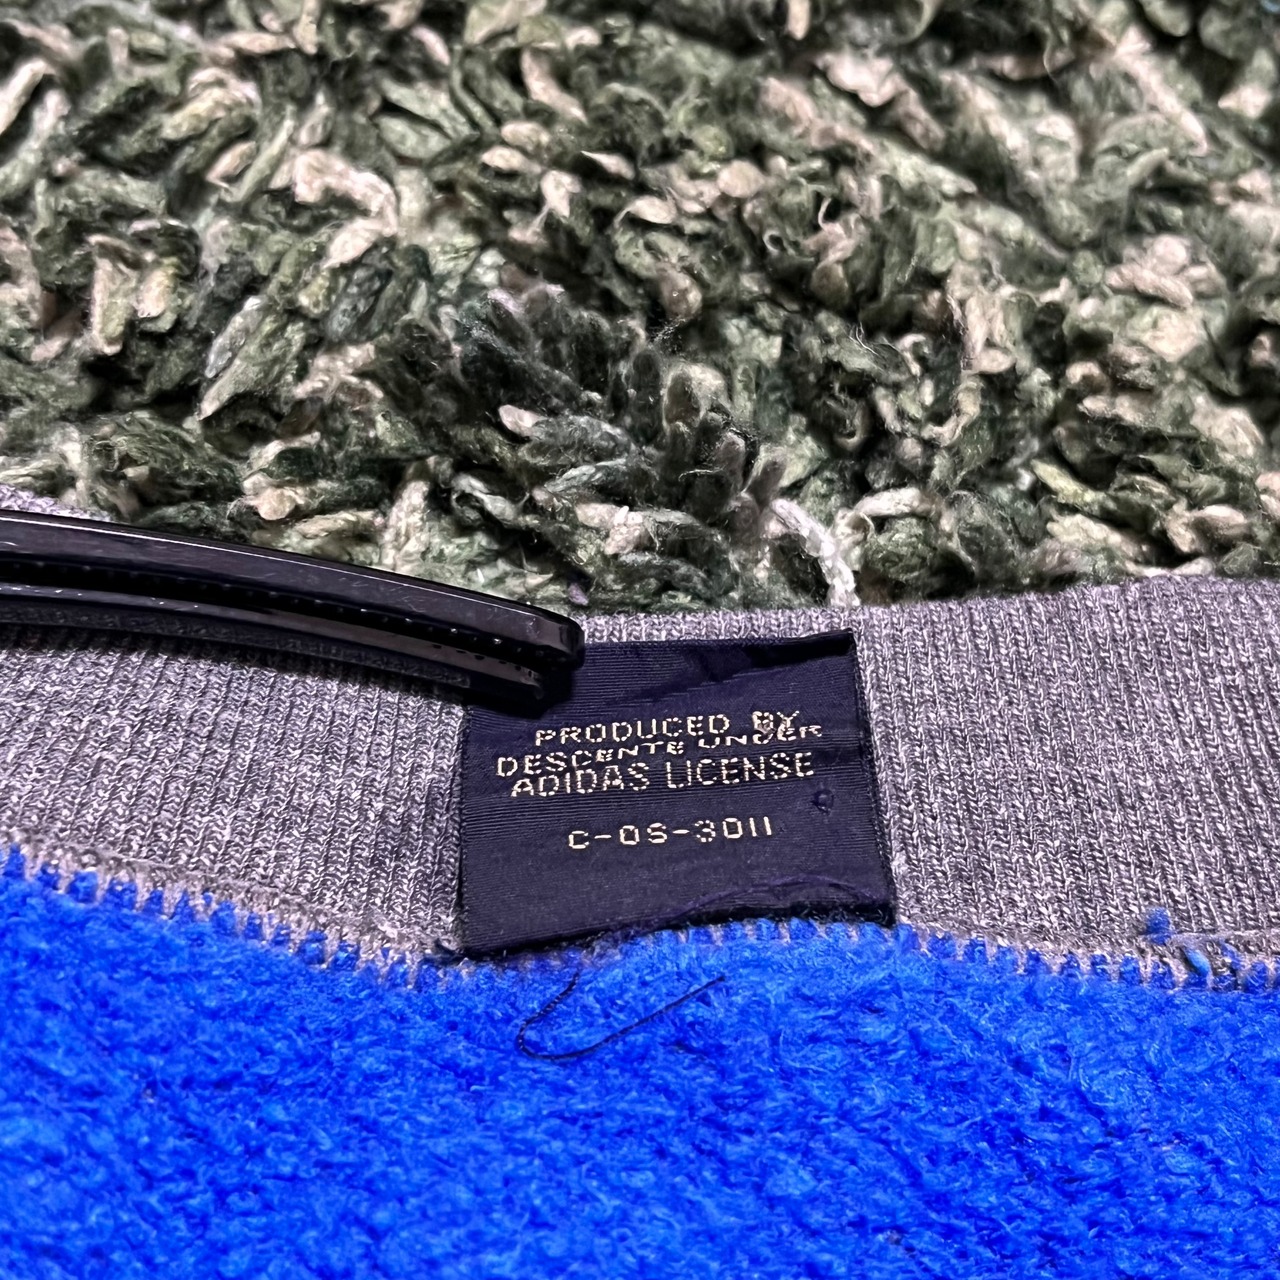 PRODUCED BY
DESCENTE UNDER
ADIDAS LICENSE
C-OS-3011